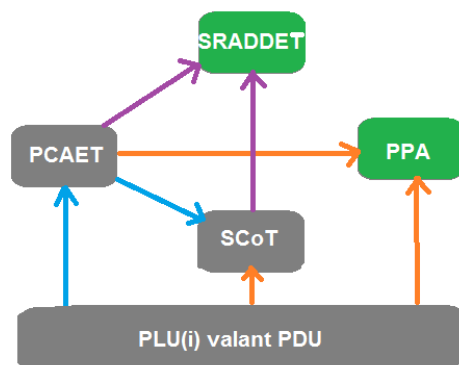 SRADDET
PCAET
PPA
SCoT
PLU(i) valant PDU